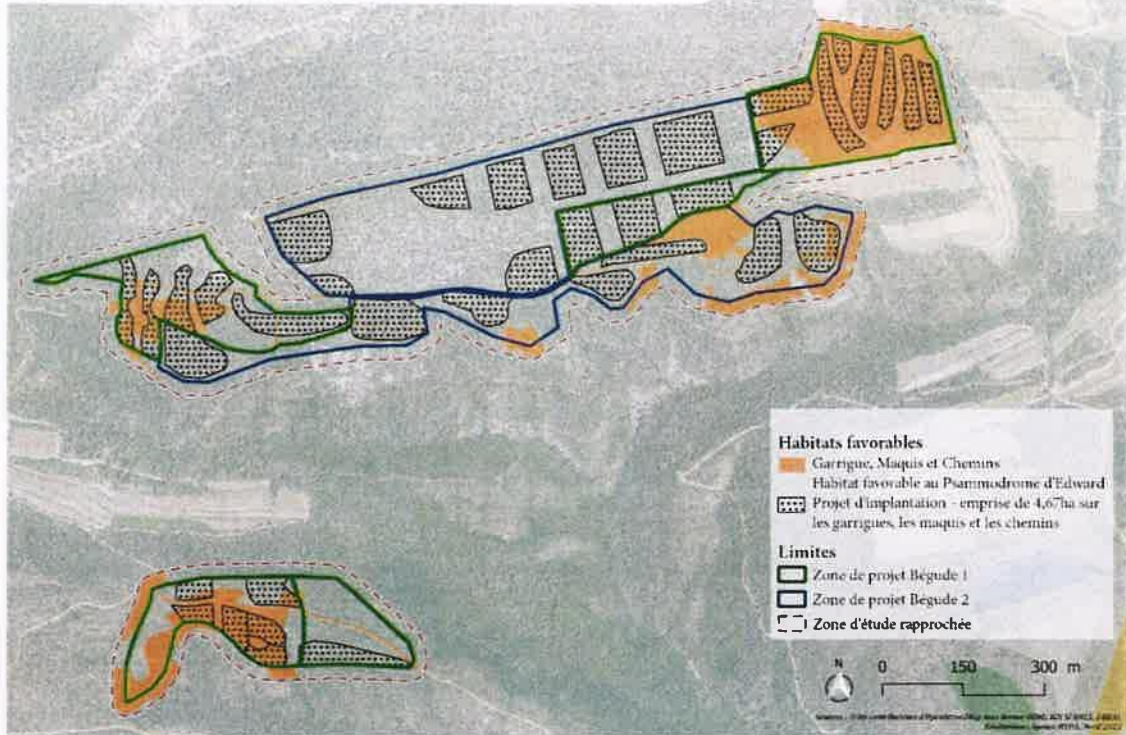 Habitats favorables
Garrigue, Maquis et Chemins
Habitat favorable au Psammodrome d'Edward
Projet d'implantation - emprise de 4,67ha sur
les garrigues, les maquis et les chemins
Limites
Zone de projet Bégude 1
Zone de projet Bégude 2
Zone d'étude rapprochée
N
0 150 300 m